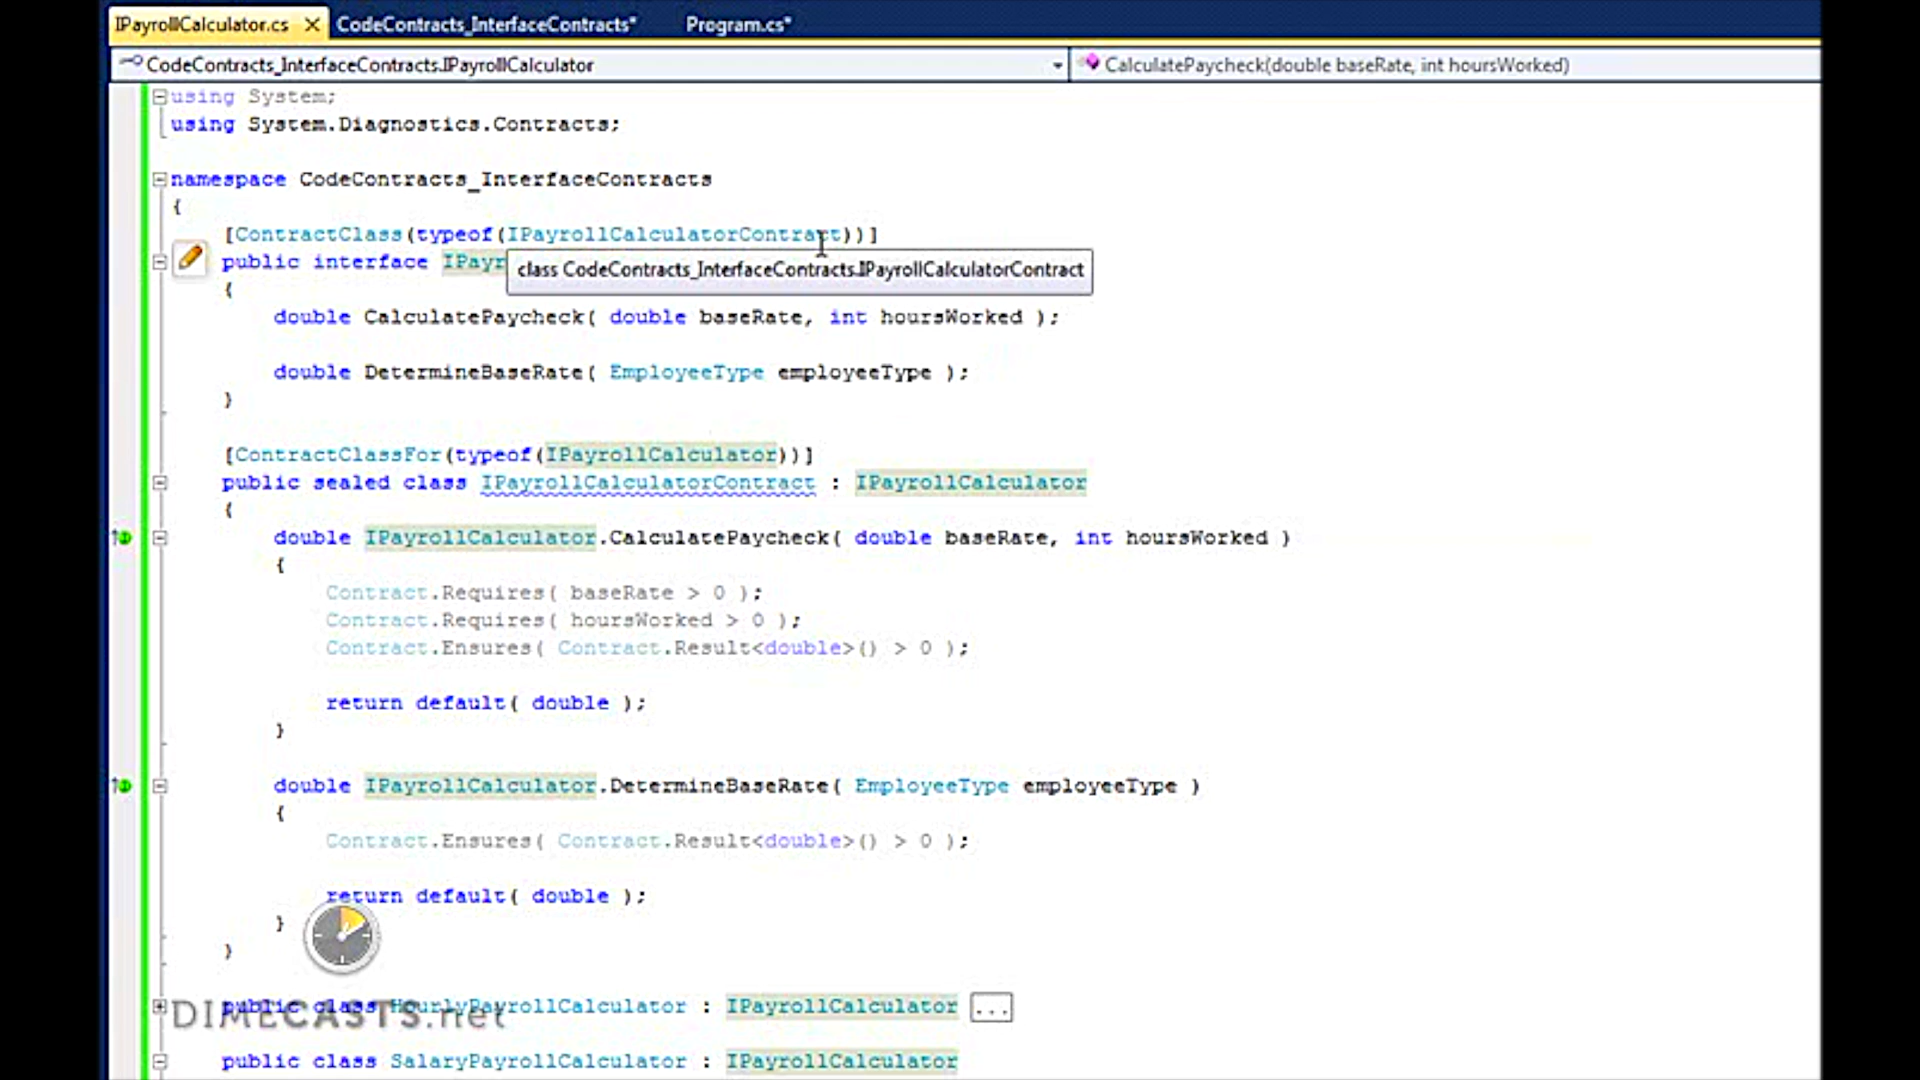 IPayrollCalculator.cs CodeContracts_InterfaceContracts* Program.cs*
CodeContracts_InterfaceContracts.IPayrollCalculator CalculatePaycheck(double baseRate, int hoursWorked)
using System;
using System.Diagnostics.Contracts;
namespace CodeContracts_InterfaceContracts
{
[ContractClass(typeof(IPayrollCalculatorContract))]
public interface IPayr
class CodeContracts_InterfaceContracts.IPayrollCalculatorContract
{
double CalculatePaycheck( double baseRate, int hoursWorked );
double DetermineBaseRate( EmployeeType employeeType );
}
[ContractClassFor(typeof(IPayrollCalculator))]
public sealed class IPayrollCalculatorContract : IPayrollCalculator
{
double IPayrollCalculator.CalculatePaycheck( double baseRate, int hoursWorked )
{
Contract.Requires( baseRate > 0 );
Contract.Requires( hoursWorked > 0 );
Contract.Ensures( Contract.Result<double>() > 0 );
return default( double );
}
double IPayrollCalculator.DetermineBaseRate( EmployeeType employeeType )
{
Contract.Ensures( Contract.Result<double>() > 0 );
return default( double );
}
}
public class HourlyPayrollCalculator : IPayrollCalculator ...
DIMECASTS.net
public class SalaryPayrollCalculator : IPayrollCalculator